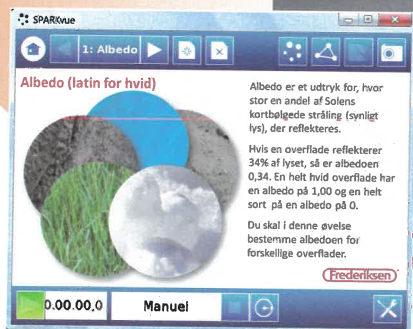 SPARKvue
1: Albedo
Albedo (latin for hvid)
Albedo er et udtryk for, hvor
stor en andel af Solens
kortbølgede stråling (synligt
lys), der reflekteres.
Hvis en overflade reflekterer
34% af lyset, så er albedoen
0,34. En helt hvid overflade har
en albedo på 1,00 og en helt
sort på en albedo på 0.
Du skal i denne øvelse
bestemme albedoen for
forskellige overflader.
Frederiksen
0.00.00,0
Manuel